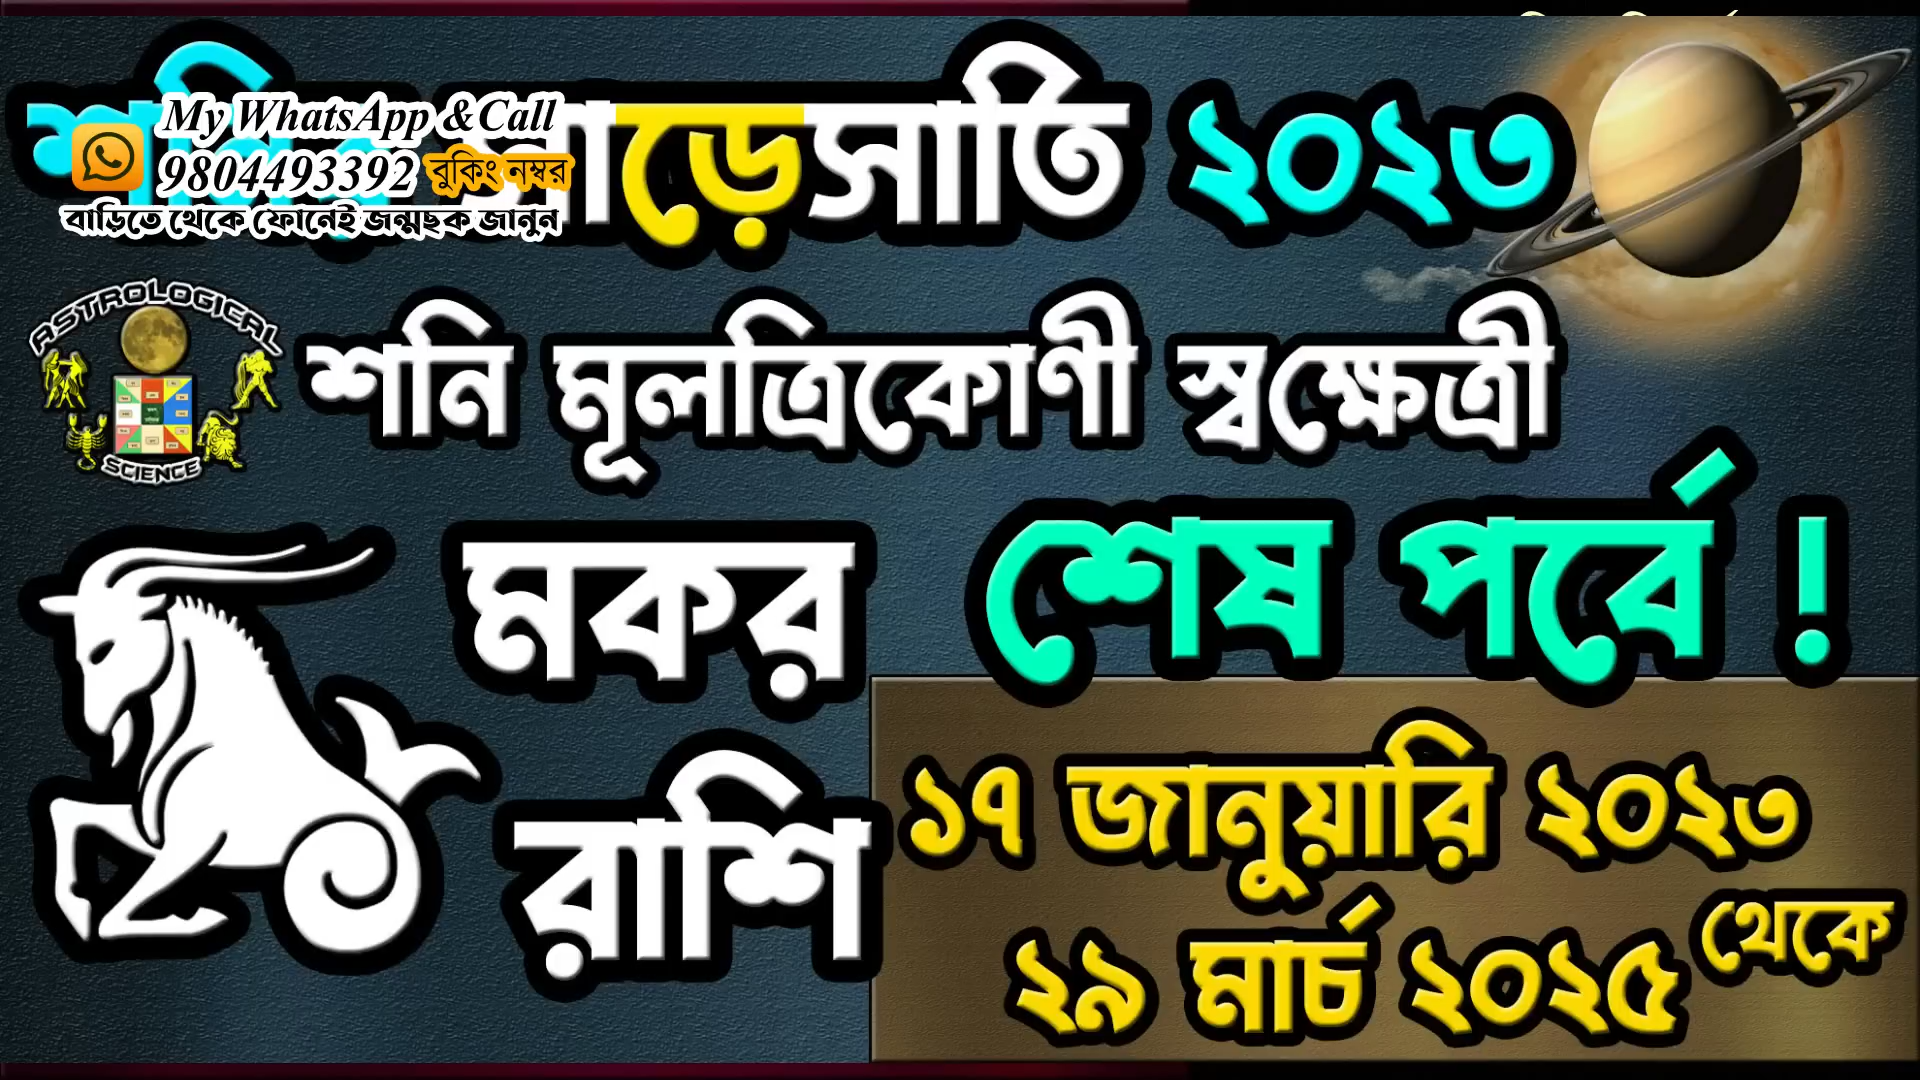 My WhatsApp &Call
9804493392 বুকিং নম্বর
বাড়িতে থেকে ফোনেই জন্মছক জানুন
সাড়েসাতি ২০২৩
ASTROLOGICAL
SCIENCE
শনি মূলত্রিকোণী স্বক্ষেত্রী
মকর শেষ পর্বে !
রাশি
১৭ জানুয়ারি ২০২৩
থেকে
২৯ মার্চ ২০২৫